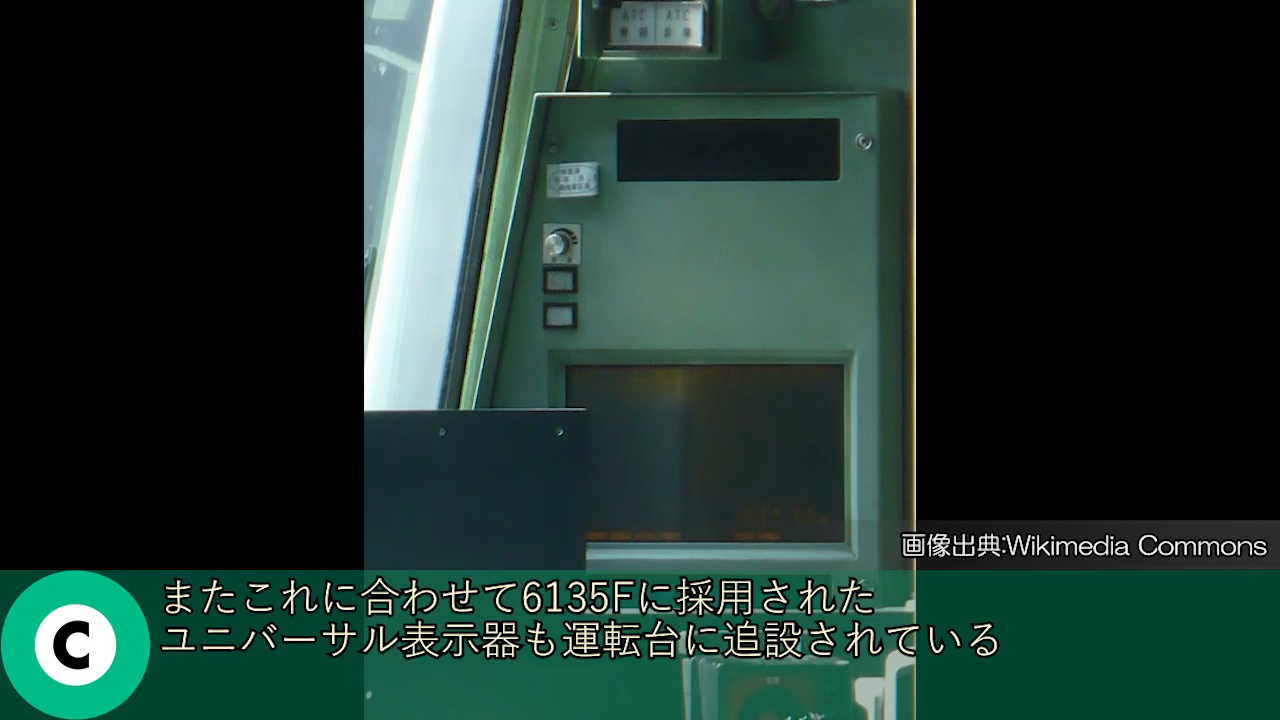 ATC ATC
画像出典:Wikimedia Commons
C
またこれに合わせて6135Fに採用された
ユニバーサル表示器も運転台に追設されている